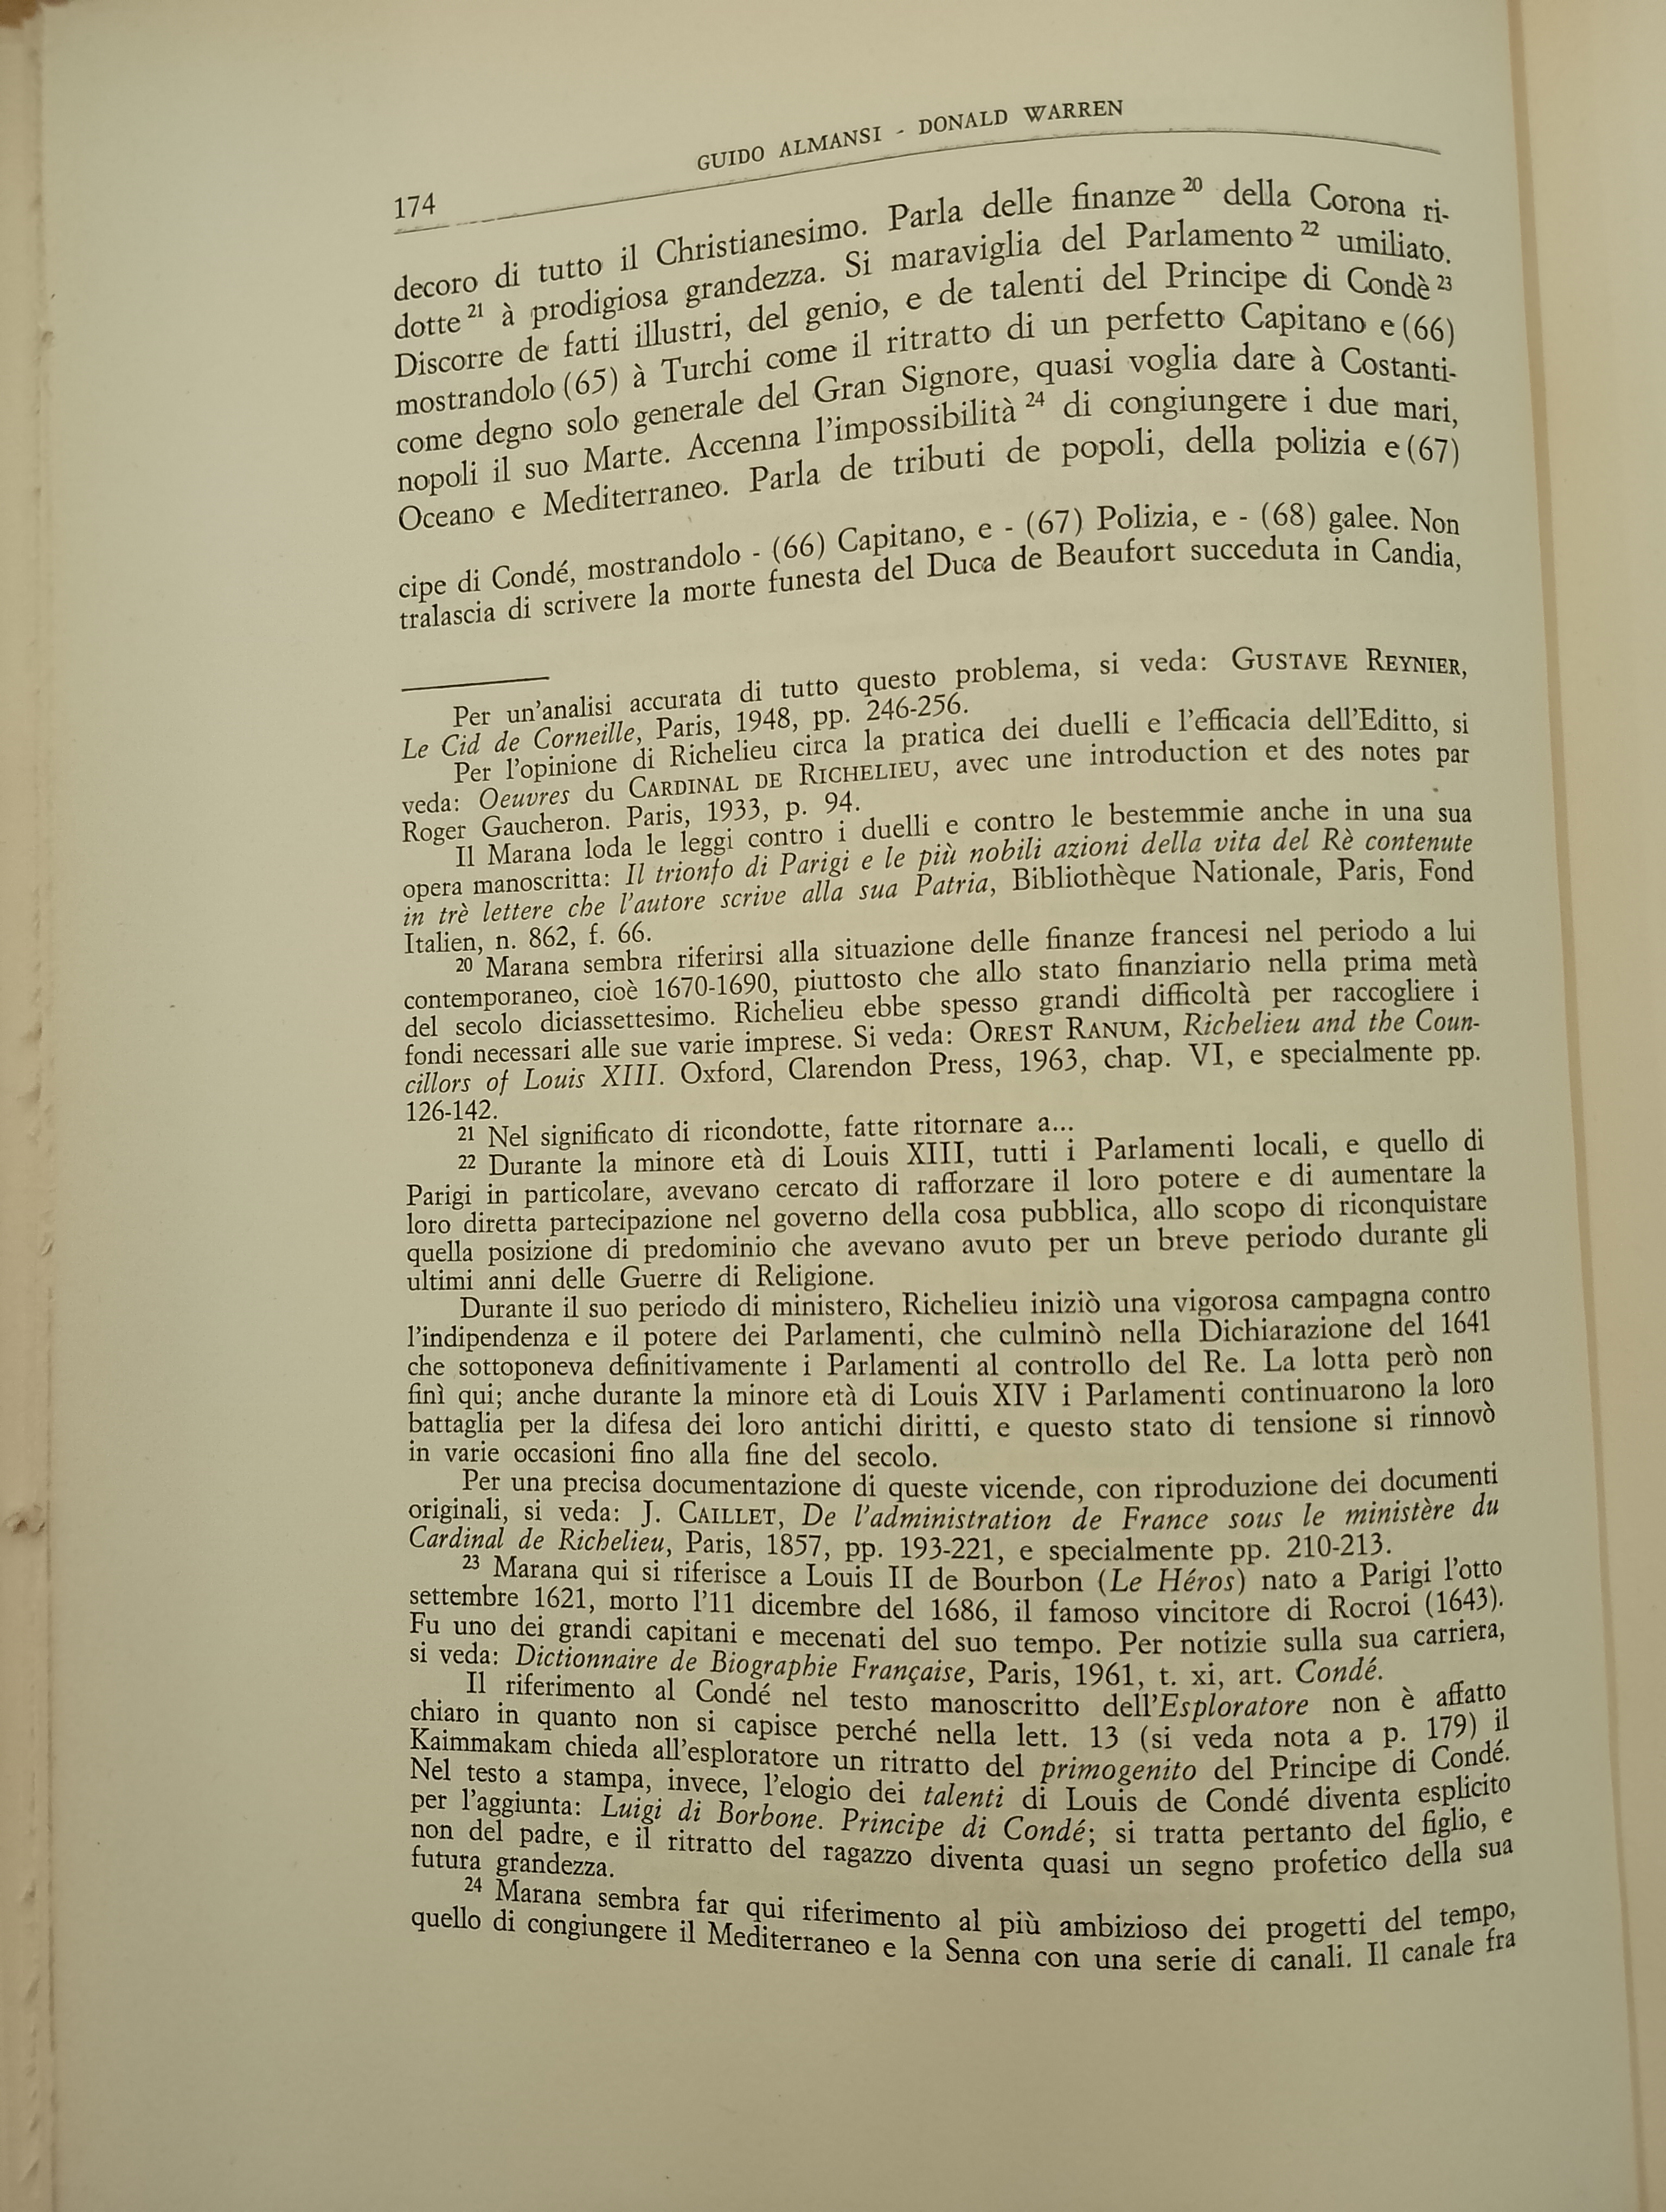 GUIDO ALMANSI - DONALD WARREN
174
decoro di tutto il Christianesimo. Parla delle finanze 20 della Corona ri-
dotte 21 à prodigiosa grandezza. Si maraviglia del Parlamento 22 umiliato.
Discorre de fatti illustri, del genio, e de talenti del Principe di Condè 23
mostrandolo (65) à Turchi come il ritratto di un perfetto Capitano e (66)
come degno solo generale del Gran Signore, quasi voglia dare à Costanti-
nopoli il suo Marte. Accenna l'impossibilità 24 di congiungere i due mari,
Oceano e Mediterraneo. Parla de tributi de popoli, della polizia e (67)
cipe di Condé, mostrandolo - (66) Capitano, e - (67) Polizia, e - (68) galee. Non
tralascia di scrivere la morte funesta del Duca de Beaufort succeduta in Candia,
Per un'analisi accurata di tutto questo problema, si veda: GUSTAVE REYNIER,
Le Cid de Corneille, Paris, 1948, pp. 246-256.
Per l'opinione di Richelieu circa la pratica dei duelli e l'efficacia dell'Editto, si
veda: Oeuvres du CARDINAL DE RICHELIEU, avec une introduction et des notes par
Roger Gaucheron. Paris, 1933, p. 94.
Il Marana loda le leggi contro i duelli e contro le bestemmie anche in una sua
opera manoscritta: Il trionfo di Parigi e le più nobili azioni della vita del Rè contenute
in trè lettere che l'autore scrive alla sua Patria, Bibliothèque Nationale, Paris, Fond
Italien, n. 862, f. 66.
20 Marana sembra riferirsi alla situazione delle finanze francesi nel periodo a lui
contemporaneo, cioè 1670-1690, piuttosto che allo stato finanziario nella prima metà
del secolo diciassettesimo. Richelieu ebbe spesso grandi difficoltà per raccogliere i
fondi necessari alle sue varie imprese. Si veda: OREST RANUM, Richelieu and the Coun-
cillors of Louis XIII. Oxford, Clarendon Press, 1963, chap. VI, e specialmente pp.
126-142.
21 Nel significato di ricondotte, fatte ritornare a...
22 Durante la minore età di Louis XIII, tutti i Parlamenti locali, e quello di
Parigi in particolare, avevano cercato di rafforzare il loro potere e di aumentare la
loro diretta partecipazione nel governo della cosa pubblica, allo scopo di riconquistare
quella posizione di predominio che avevano avuto per un breve periodo durante gli
ultimi anni delle Guerre di Religione.
Durante il suo periodo di ministero, Richelieu iniziò una vigorosa campagna contro
l'indipendenza e il potere dei Parlamenti, che culminò nella Dichiarazione del 1641
che sottoponeva definitivamente i Parlamenti al controllo del Re. La lotta però non
finì qui; anche durante la minore età di Louis XIV i Parlamenti continuarono la loro
battaglia per la difesa dei loro antichi diritti, e questo stato di tensione si rinnovò
in varie occasioni fino alla fine del secolo.
Per una precisa documentazione di queste vicende, con riproduzione dei documenti
originali, si veda: J. CAILLET, De l'administration de France sous le ministère du
Cardinal de Richelieu, Paris, 1857, pp. 193-221, e specialmente pp. 210-213.
23 Marana qui si riferisce a Louis II de Bourbon (Le Héros) nato a Parigi l'otto
settembre 1621, morto l'11 dicembre del 1686, il famoso vincitore di Rocroi (1643).
Fu uno dei grandi capitani e mecenati del suo tempo. Per notizie sulla sua carriera,
si veda: Dictionnaire de Biographie Française, Paris, 1961, t. xi, art. Condé.
Il riferimento al Condé nel testo manoscritto dell'Esploratore non è affatto
chiaro in quanto non si capisce perché nella lett. 13 (si veda nota a p. 179) il
Kaimmakam chieda all'esploratore un ritratto del primogenito del Principe di Condé.
Nel testo a stampa, invece, l'elogio dei talenti di Louis de Condé diventa esplicito
per l'aggiunta: Luigi di Borbone. Principe di Condé; si tratta pertanto del figlio, e
non del padre, e il ritratto del ragazzo diventa quasi un segno profetico della sua
futura grandezza.
24 Marana sembra far qui riferimento al più ambizioso dei progetti del tempo,
quello di congiungere il Mediterraneo e la Senna con una serie di canali. Il canale fra